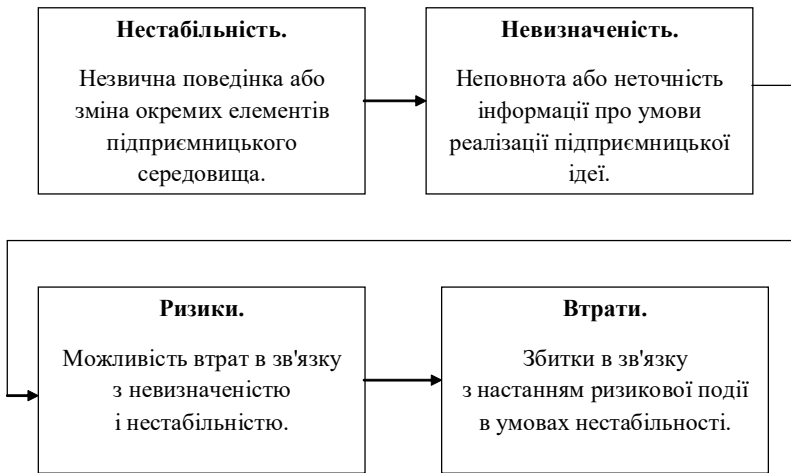 Нестабільність.
Незвична поведінка або
зміна окремих елементів
підприємницького
середовища.
Невизначеність.
Неповнота або неточність
інформації про умови
реалізації підприємницької
ідеї.
Ризики.
Можливість втрат в зв'язку
з невизначеністю
і нестабільністю.
Втрати.
Збитки в зв'язку
з настанням ризикової події
в умовах нестабільності.